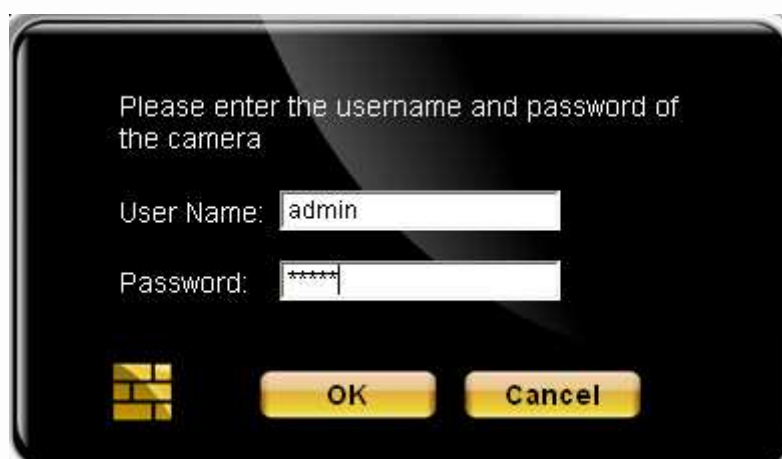 Please enter the username and password of
the camera
User Name: admin
Password: *****
OK Cancel